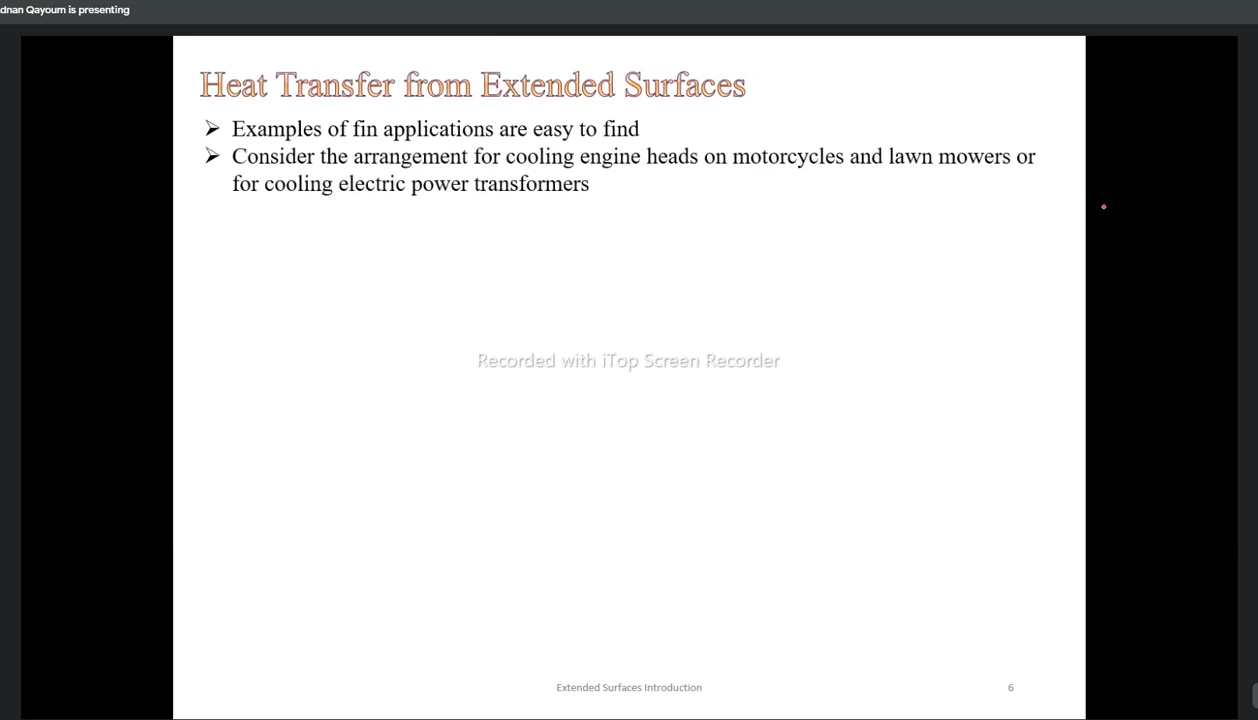 dnan Qayoum is presenting
Heat Transfer from Extended Surfaces
➢ Examples of fin applications are easy to find
➢ Consider the arrangement for cooling engine heads on motorcycles and lawn mowers or
for cooling electric power transformers
Recorded with iTop Screen Recorder
Extended Surfaces Introduction
6